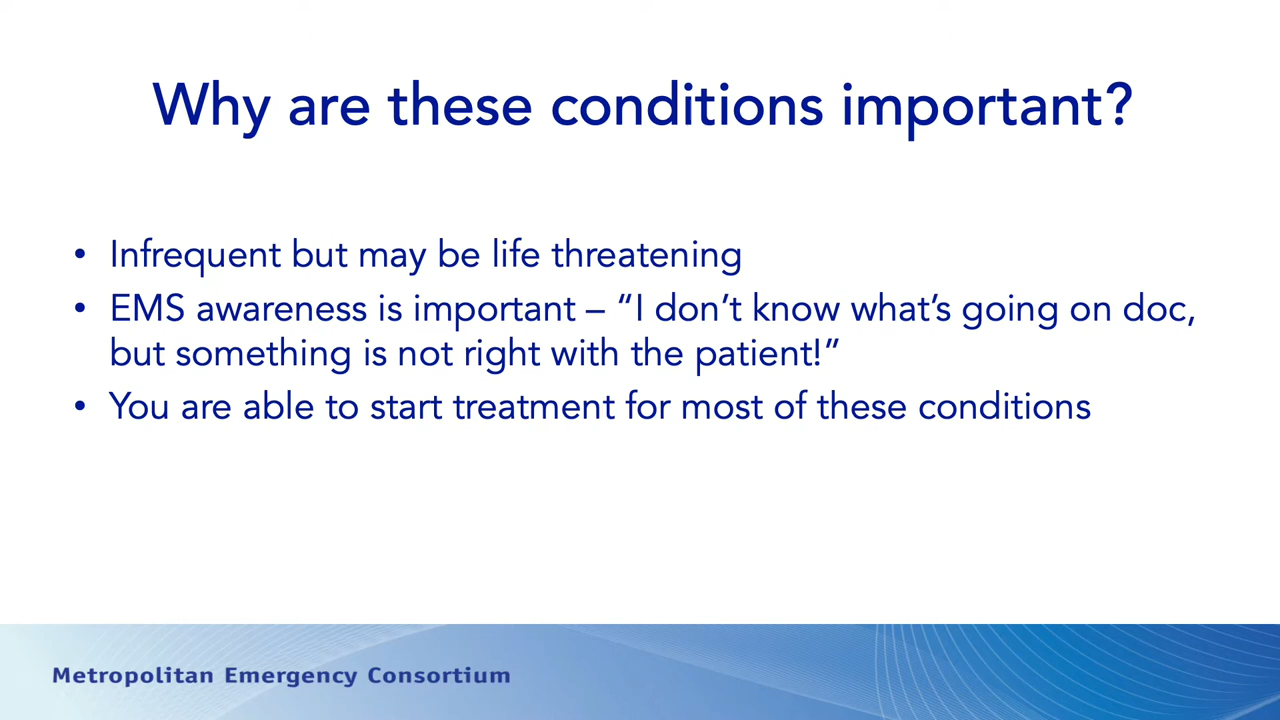 Why are these conditions important?
• Infrequent but may be life threatening
• EMS awareness is important – “I don’t know what’s going on doc,
but something is not right with the patient!”
• You are able to start treatment for most of these conditions
Metropolitan Emergency Consortium